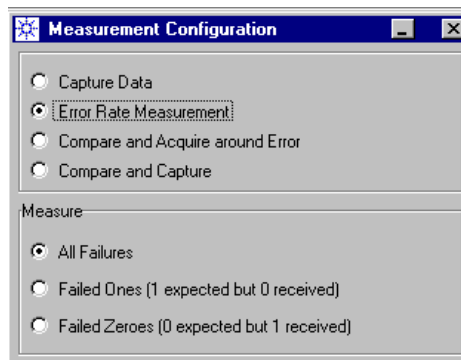 Measurement Configuration
Capture Data
Error Rate Measurement
Compare and Acquire around Error
Compare and Capture
Measure
All Failures
Failed Ones (1 expected but 0 received)
Failed Zeroes (0 expected but 1 received)